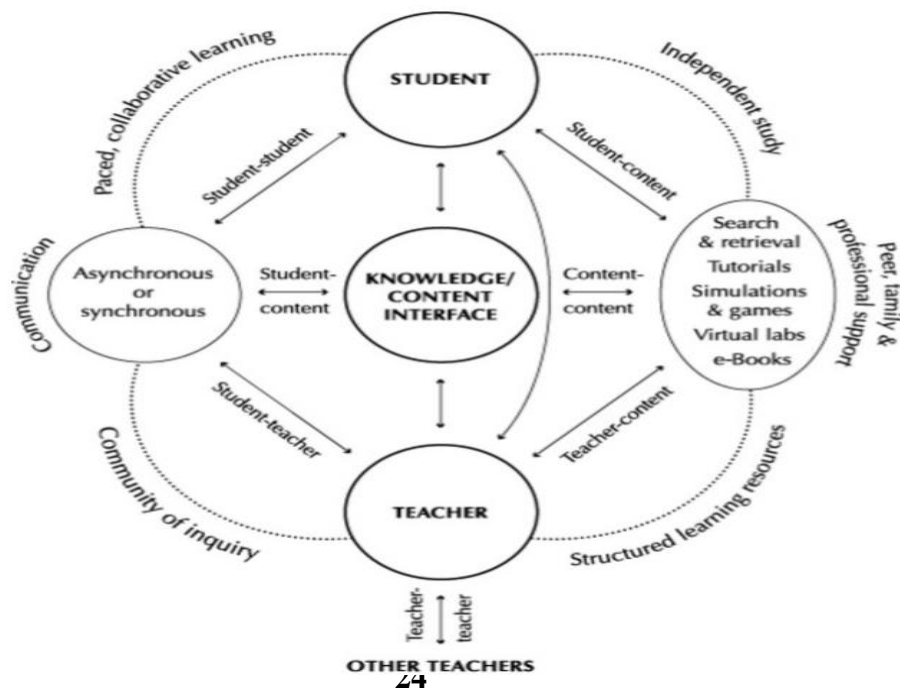 STUDENT
Paced, collaborative learning
Independent study
Student-student
Student-content
Communication
Asynchronous
or
synchronous
Student-
content
KNOWLEDGE/
CONTENT
INTERFACE
Content-
content
Search
& retrieval
Tutorials
Simulations
& games
Virtual labs
e-Books
Peer, family &
professional support
Student-teacher
Teacher-content
Community of inquiry
TEACHER
Structured learning resources
Teacher-
teacher
OTHER TEACHERS
24